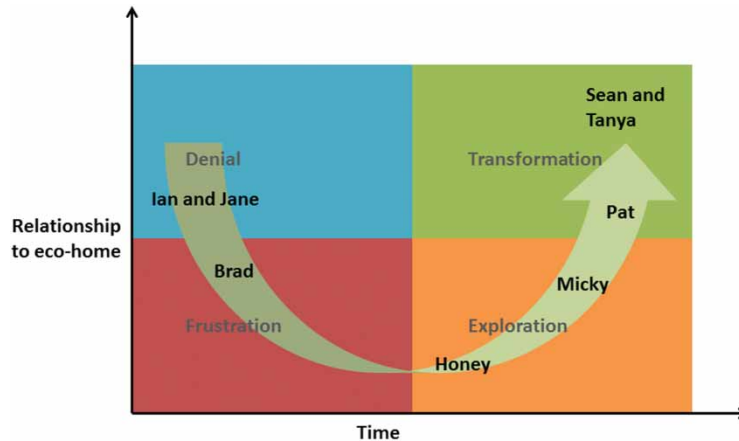 Sean and
Tanya
Denial
Transformation
Ian and Jane
Pat
Relationship
to eco-home
Brad
Micky
Frustration
Exploration
Honey
Time